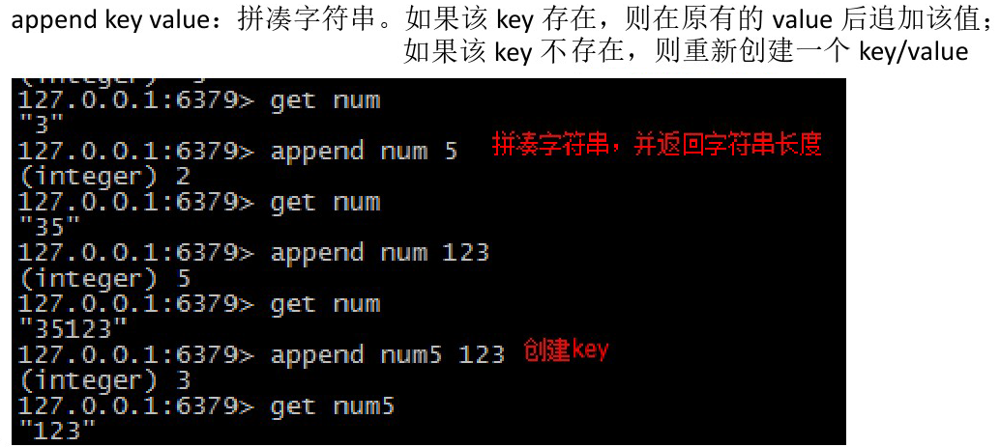 append key value：拼凑字符串。如果该 key 存在，则在原有的 value 后追加该值；
如果该 key 不存在，则重新创建一个 key/value
127.0.0.1:6379> get num
"3"
127.0.0.1:6379> append num 5 拼凑字符串，并返回字符串长度
(integer) 2
127.0.0.1:6379> get num
"35"
127.0.0.1:6379> append num 123
(integer) 5
127.0.0.1:6379> get num
"35123"
127.0.0.1:6379> append num5 123 创建key
(integer) 3
127.0.0.1:6379> get num5
"123"